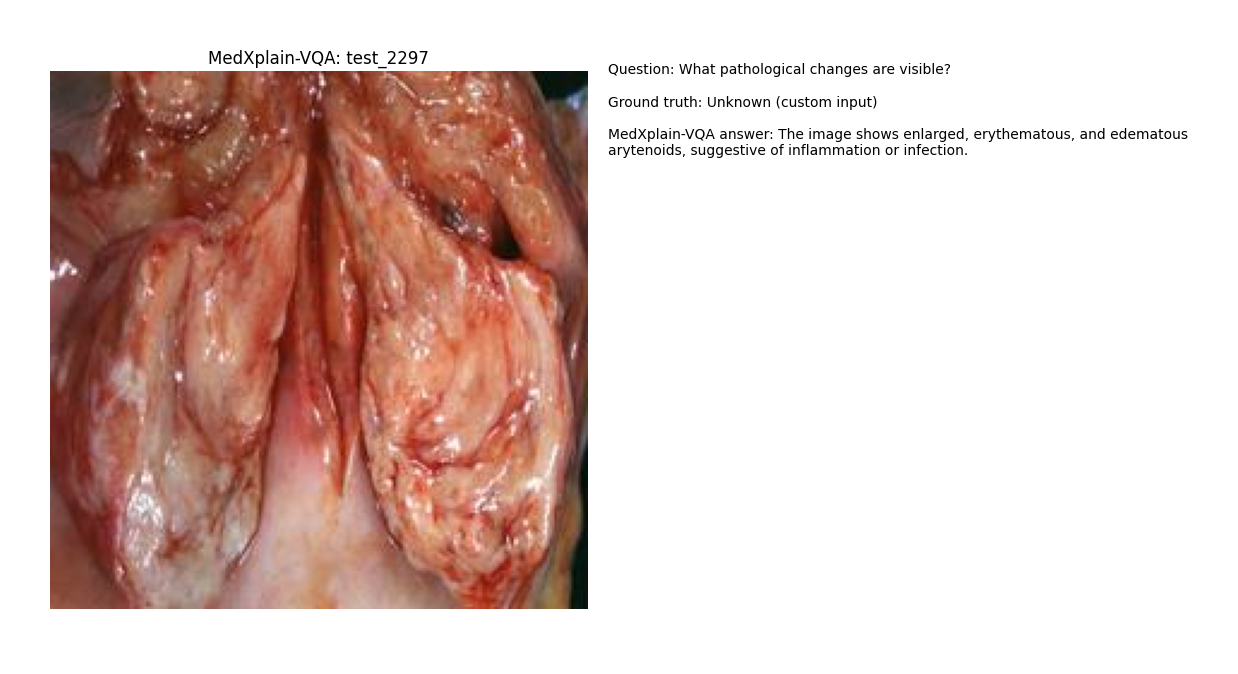 MedXplain-VQA: test_2297
Question: What pathological changes are visible?
Ground truth: Unknown (custom input)
MedXplain-VQA answer: The image shows enlarged, erythematous, and edematous
arytenoids, suggestive of inflammation or infection.